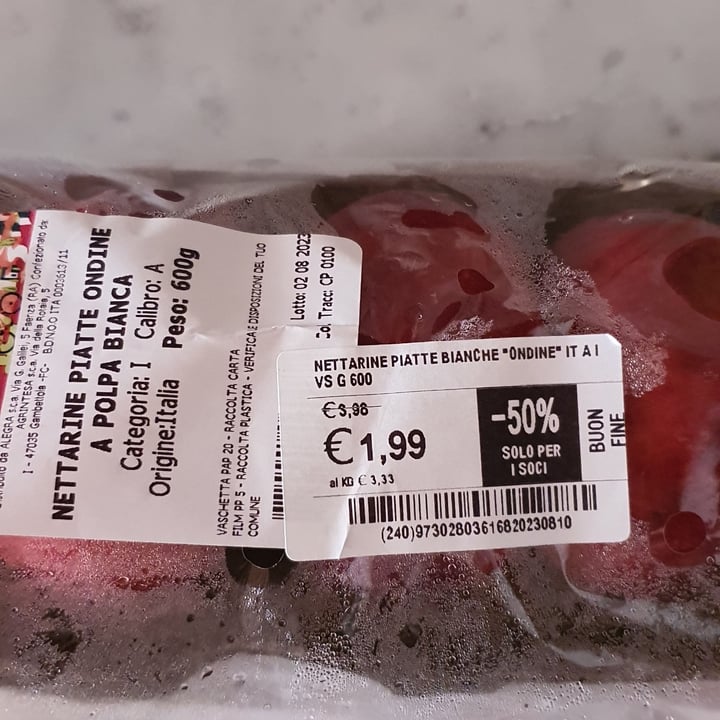 NETTARINE PIATTE ONDINE
A POLPA BIANCA
Categoria: I Calibro: A
Origine:Italia Peso: 600g
VASCHETTA PAP 20 - RACCOLTA CARTA
FILM PP 5 - RACCOLTA PLASTICA - VERIFICA E DISPOSIZIONI DEL TUO
COMUNE
Lotto: 02 08 2023
Tracc: CP 0100
NETTARINE PIATTE BIANCHE "ONDINE" IT A I
VS G 600
€3,98
€1,99
al KG € 3,33
-50%
SOLO PER
I SOCI
BUON
FINE
(240)9730280361682023081​0